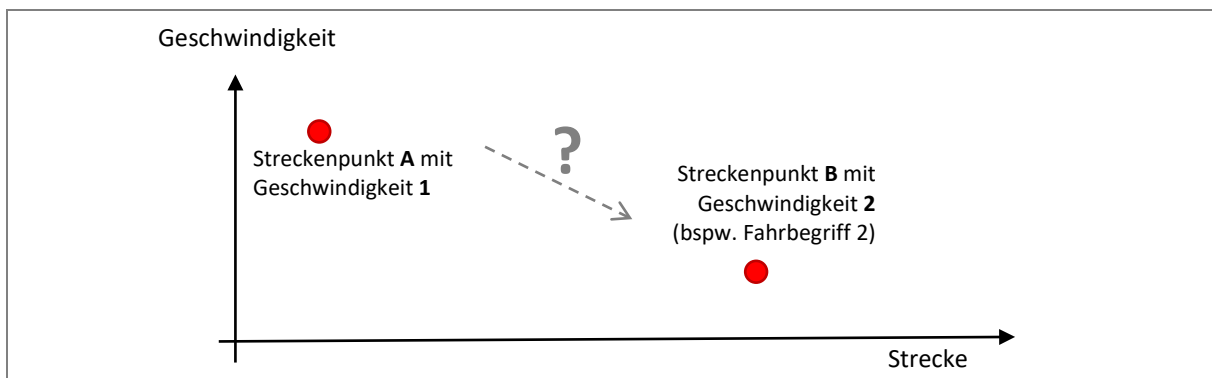 Geschwindigkeit
?
Streckenpunkt A mit
Geschwindigkeit 1
Streckenpunkt B mit
Geschwindigkeit 2
(bspw. Fahrbegriff 2)
Strecke